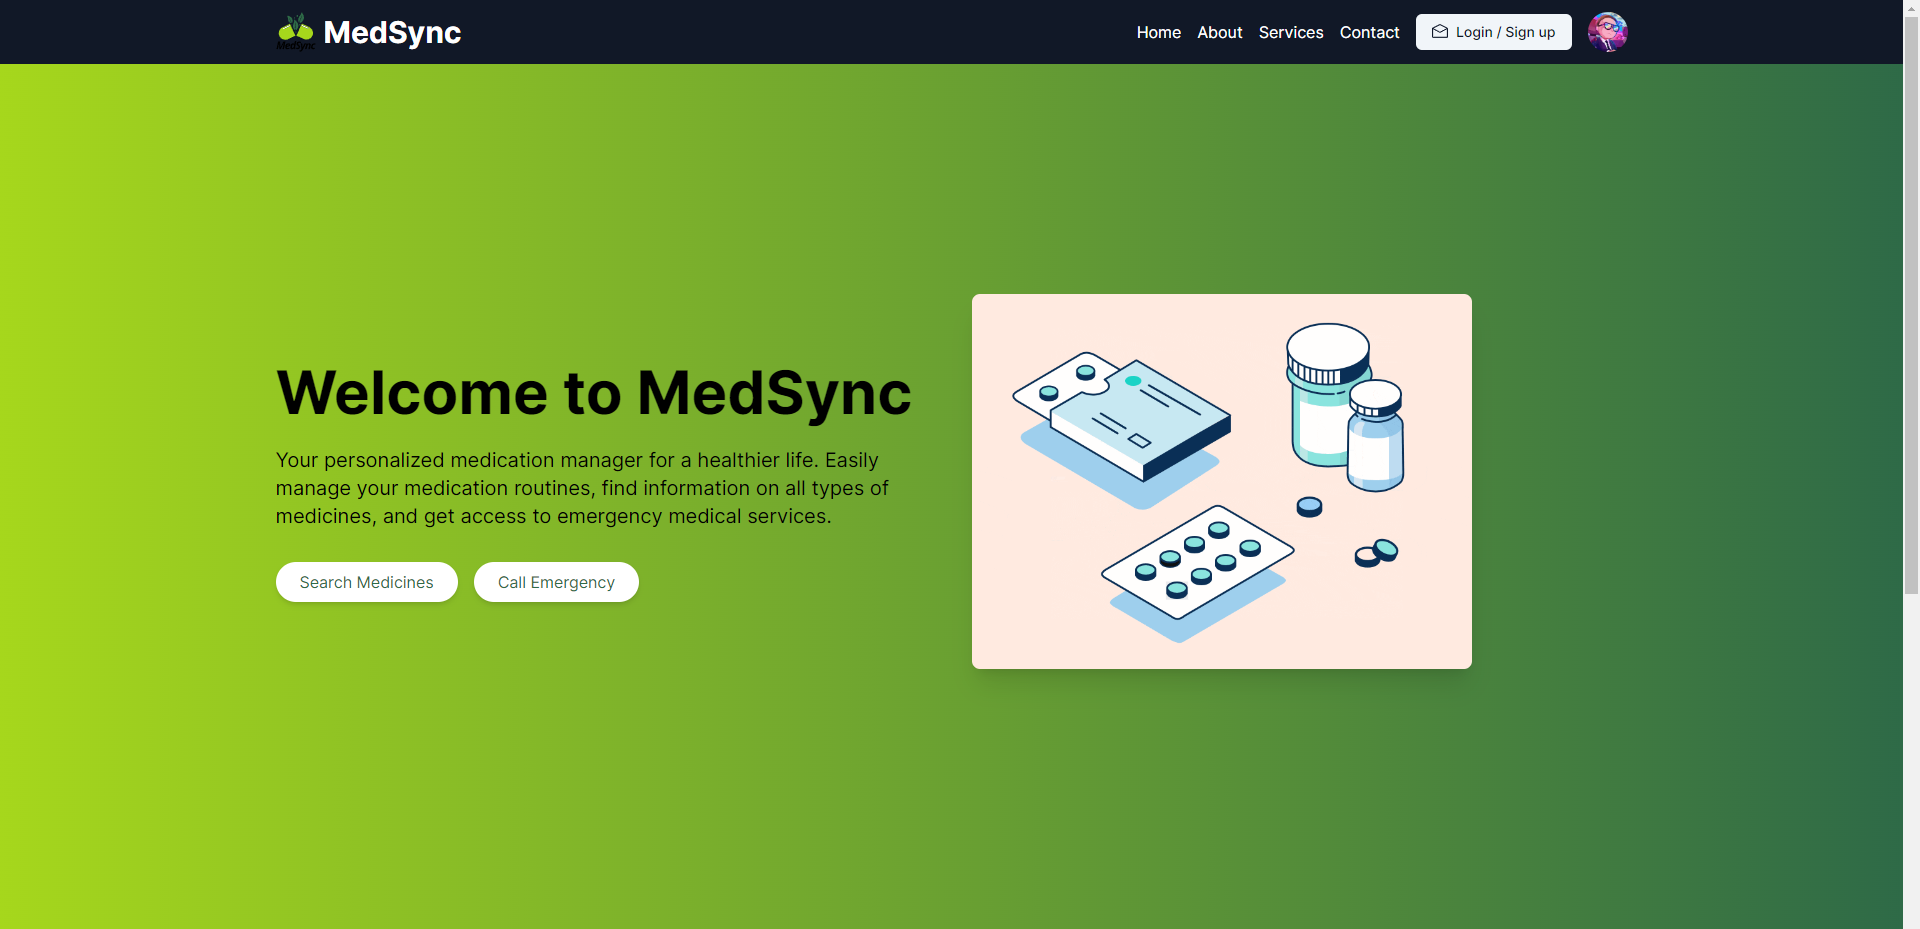 MedSync
MedSync
Home
About
Services
Contact
Login / Sign up
Welcome to MedSync
Your personalized medication manager for a healthier life. Easily
manage your medication routines, find information on all types of
medicines, and get access to emergency medical services.
Search Medicines
Call Emergency